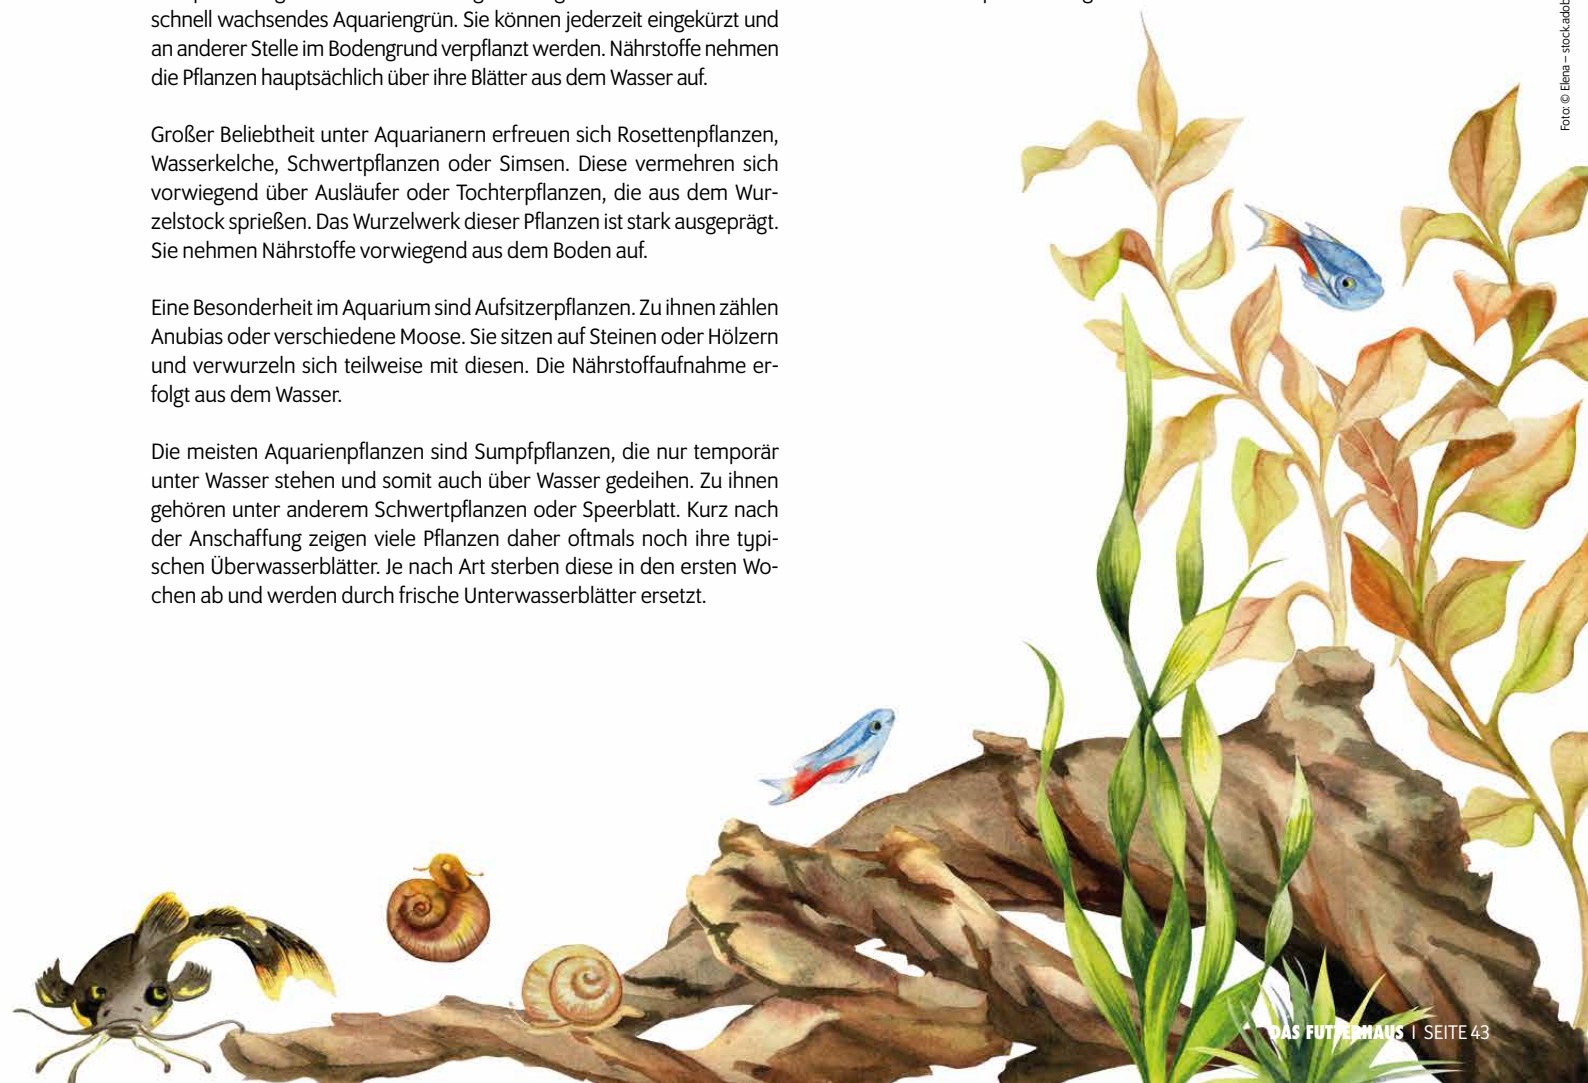 schnell wachsendes Aquariengrün. Sie können jederzeit eingekürzt und
an anderer Stelle im Bodengrund verpflanzt werden. Nährstoffe nehmen
die Pflanzen hauptsächlich über ihre Blätter aus dem Wasser auf.
Großer Beliebtheit unter Aquarianern erfreuen sich Rosettenpflanzen,
Wasserkelche, Schwertpflanzen oder Simsen. Diese vermehren sich
vorwiegend über Ausläufer oder Tochterpflanzen, die aus dem Wur-
zelstock sprießen. Das Wurzelwerk dieser Pflanzen ist stark ausgeprägt.
Sie nehmen Nährstoffe vorwiegend aus dem Boden auf.
Eine Besonderheit im Aquarium sind Aufsitzerpflanzen. Zu ihnen zählen
Anubias oder verschiedene Moose. Sie sitzen auf Steinen oder Hölzern
und verwurzeln sich teilweise mit diesen. Die Nährstoffaufnahme er-
folgt aus dem Wasser.
Die meisten Aquarienpflanzen sind Sumpfpflanzen, die nur temporär
unter Wasser stehen und somit auch über Wasser gedeihen. Zu ihnen
gehören unter anderem Schwertpflanzen oder Speerblatt. Kurz nach
der Anschaffung zeigen viele Pflanzen daher oftmals noch ihre typi-
schen Überwasserblätter. Je nach Art sterben diese in den ersten Wo-
chen ab und werden durch frische Unterwasserblätter ersetzt.
Foto: © Elena – stock.adob
DAS FUTTERHAUS | SEITE 43